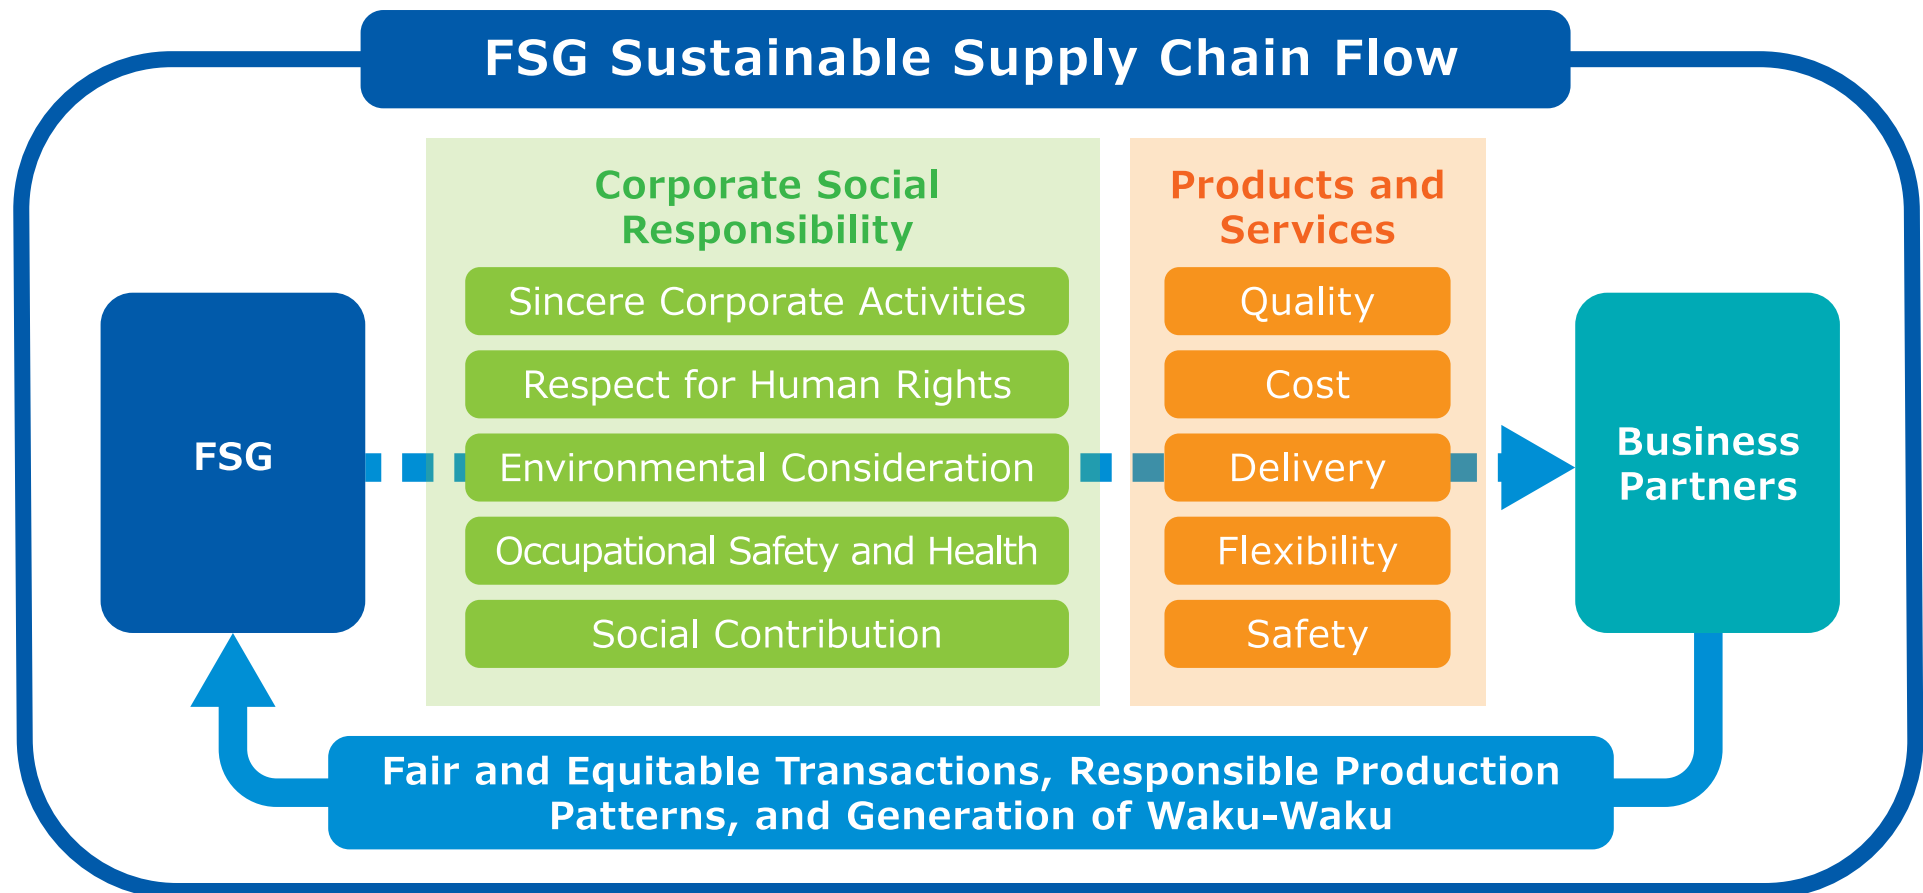 FSG Sustainable Supply Chain Flow
Corporate Social
Responsibility
Sincere Corporate Activities
Respect for Human Rights
Environmental Consideration
Occupational Safety and Health
Social Contribution
Products and
Services
Quality
Cost
Delivery
Flexibility
Safety
FSG
Business
Partners
Fair and Equitable Transactions, Responsible Production
Patterns, and Generation of Waku-Waku